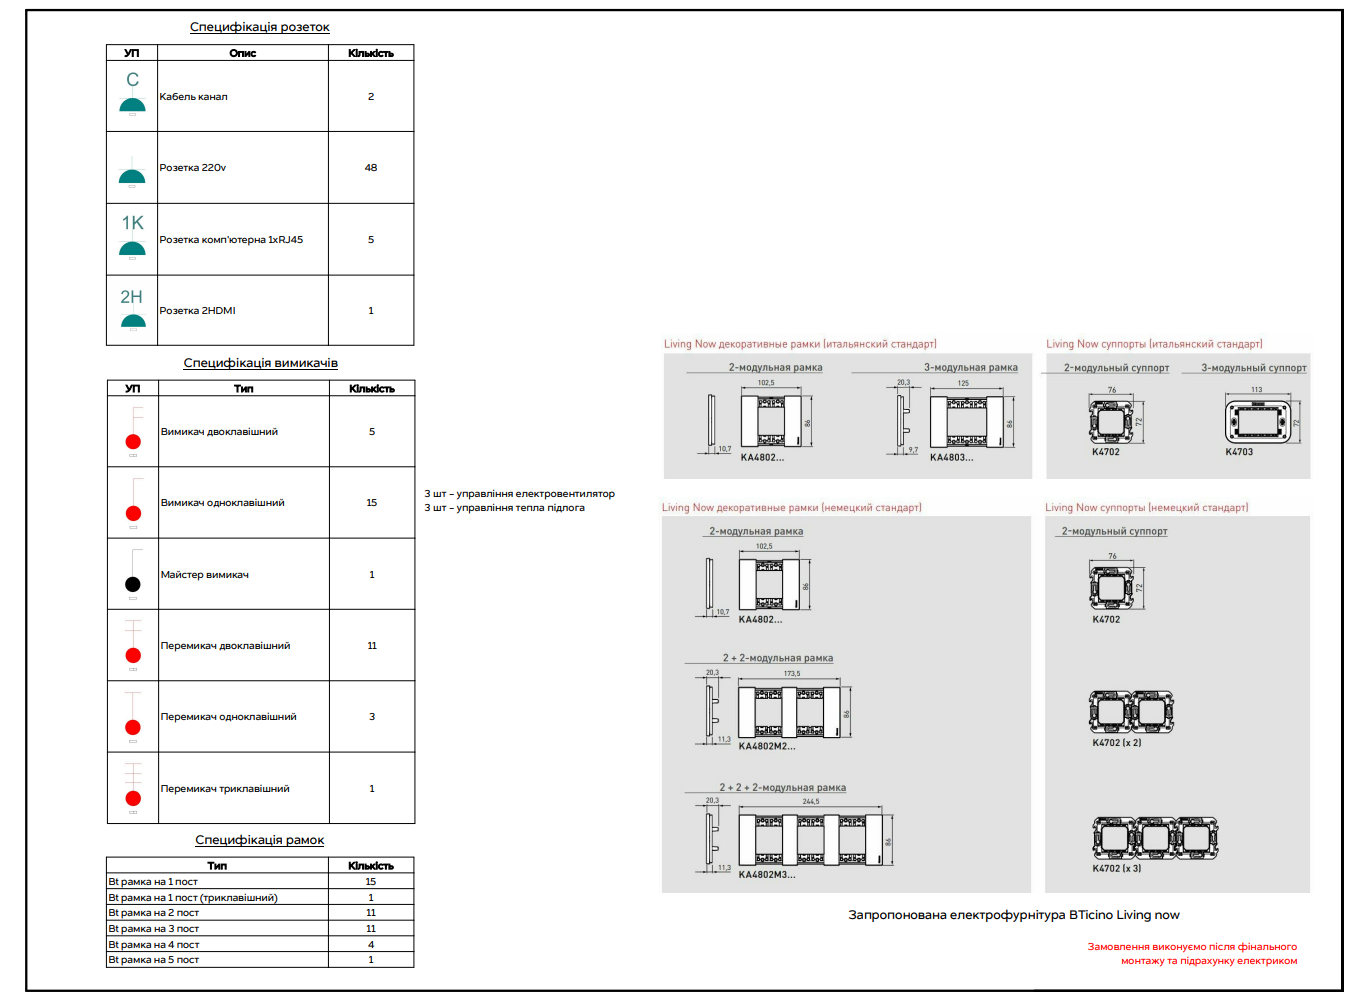 Специфікація розеток
УП Опис Кількість
C
Кабель канал 2
Розетка 220v 48
1K
Розетка комп'ютерна 1xRJ45 5
2H
Розетка 2HDMI 1
Специфікація вимикачів
УП Тип Кількість
Вимикач двоклавішний 5
Вимикач одноклавішний 15
3 шт - управління електровентилятор
3 шт - управління тепла підлога
Майстер вимикач 1
Перемикач двоклавішний 11
Перемикач одноклавішний 3
Перемикач триклавішний 1
Специфікація рамок
Тип Кількість
Bt рамка на 1 пост 15
Bt рамка на 1 пост (триклавішний) 1
Bt рамка на 2 пост 11
Bt рамка на 3 пост 11
Bt рамка на 4 пост 4
Bt рамка на 5 пост 1
Living Now декоративные рамки (итальянский стандарт)
2-модульная рамка
102,5
86
10,7
KA4802...
3-модульная рамка
20,3
125
86
9,7
KA4803...
Living Now суппорты (итальянский стандарт)
2-модульный суппорт
76
72
K4702
3-модульный суппорт
113
72
K4703
Living Now декоративные рамки (немецкий стандарт)
2-модульная рамка
102,5
86
10,7
KA4802...
2 + 2-модульная рамка
20,3
173,5
86
11,3
KA4802M2...
2 + 2 + 2-модульная рамка
20,3
244,5
86
11,3
KA4802M3...
Living Now суппорты (немецкий стандарт)
2-модульный суппорт
76
72
K4702
K4702 (x 2)
K4702 (x 3)
Запропонована електрофурнітура BTicino Living now
Замовлення виконуємо після фінального
монтажу та підрахунку електриком